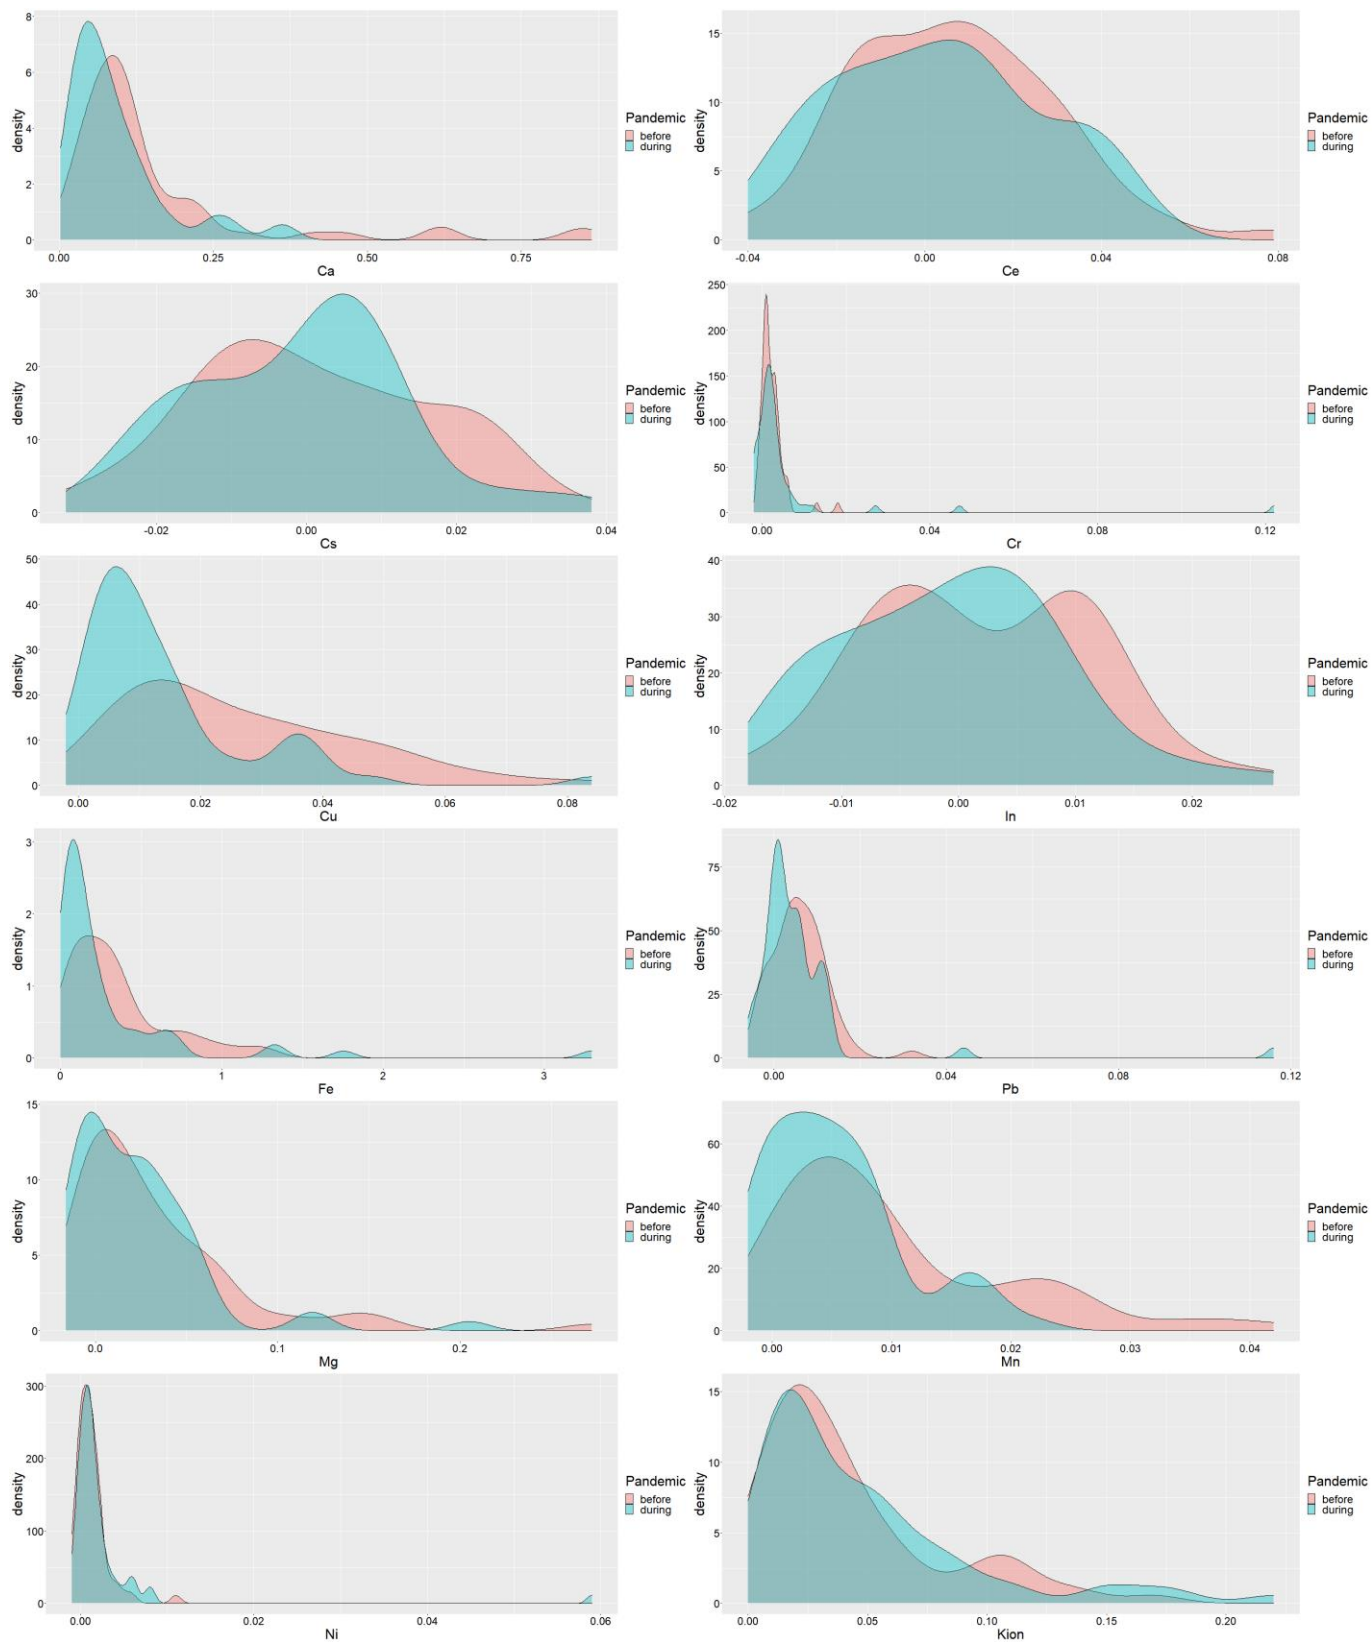 8
6
4
2
0
density
0.00 0.25 0.50 0.75
Ca
Pandemic
before
during
15
10
5
0
density
-0.04 0.00 0.04 0.08
Ce
Pandemic
before
during
30
20
10
0
density
-0.02 0.00 0.02 0.04
Cs
Pandemic
before
during
250
200
150
100
50
0
density
0.00 0.04 0.08 0.12
Cr
Pandemic
before
during
50
40
30
20
10
0
density
0.00 0.02 0.04 0.06 0.08
Cu
Pandemic
before
during
40
30
20
10
0
density
-0.02 -0.01 0.00 0.01 0.02
In
Pandemic
before
during
3
2
1
0
density
0 1 2 3
Fe
Pandemic
before
during
75
50
25
0
density
0.00 0.04 0.08 0.12
Pb
Pandemic
before
during
15
10
5
0
density
0.0 0.1 0.2
Mg
Pandemic
before
during
60
40
20
0
density
0.00 0.01 0.02 0.03 0.04
Mn
Pandemic
before
during
300
200
100
0
density
0.00 0.02 0.04 0.06
Ni
Pandemic
before
during
15
10
5
0
density
0.00 0.05 0.10 0.15 0.20
Kion
Pandemic
before
during